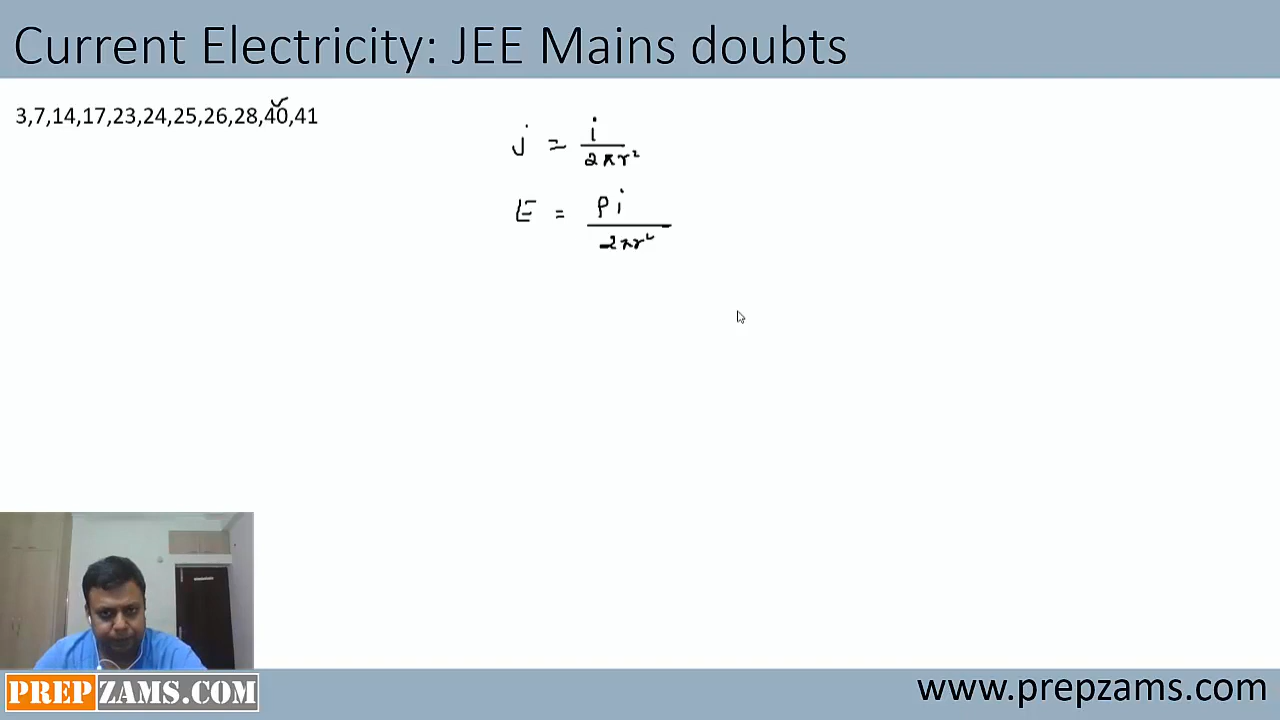 Current Electricity: JEE Mains doubts
3,7,14,17,23,24,25,26,28,40,41
j = i / 2πr²
E = ρi / 2πr²
PREPZAMS.COM
www.prepzams.com